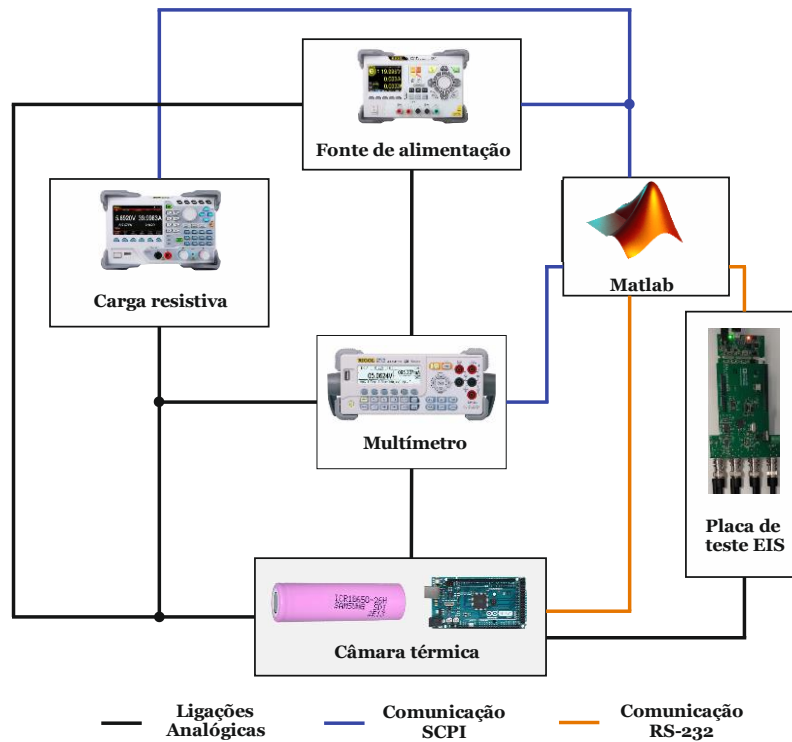 Fonte de alimentação
Carga resistiva
Matlab
Multímetro
Placa de
teste EIS
ICR18650-26H
SAMSUNG SDI
Câmara térmica
Ligações
Analógicas
Comunicação
SCPI
Comunicação
RS-232